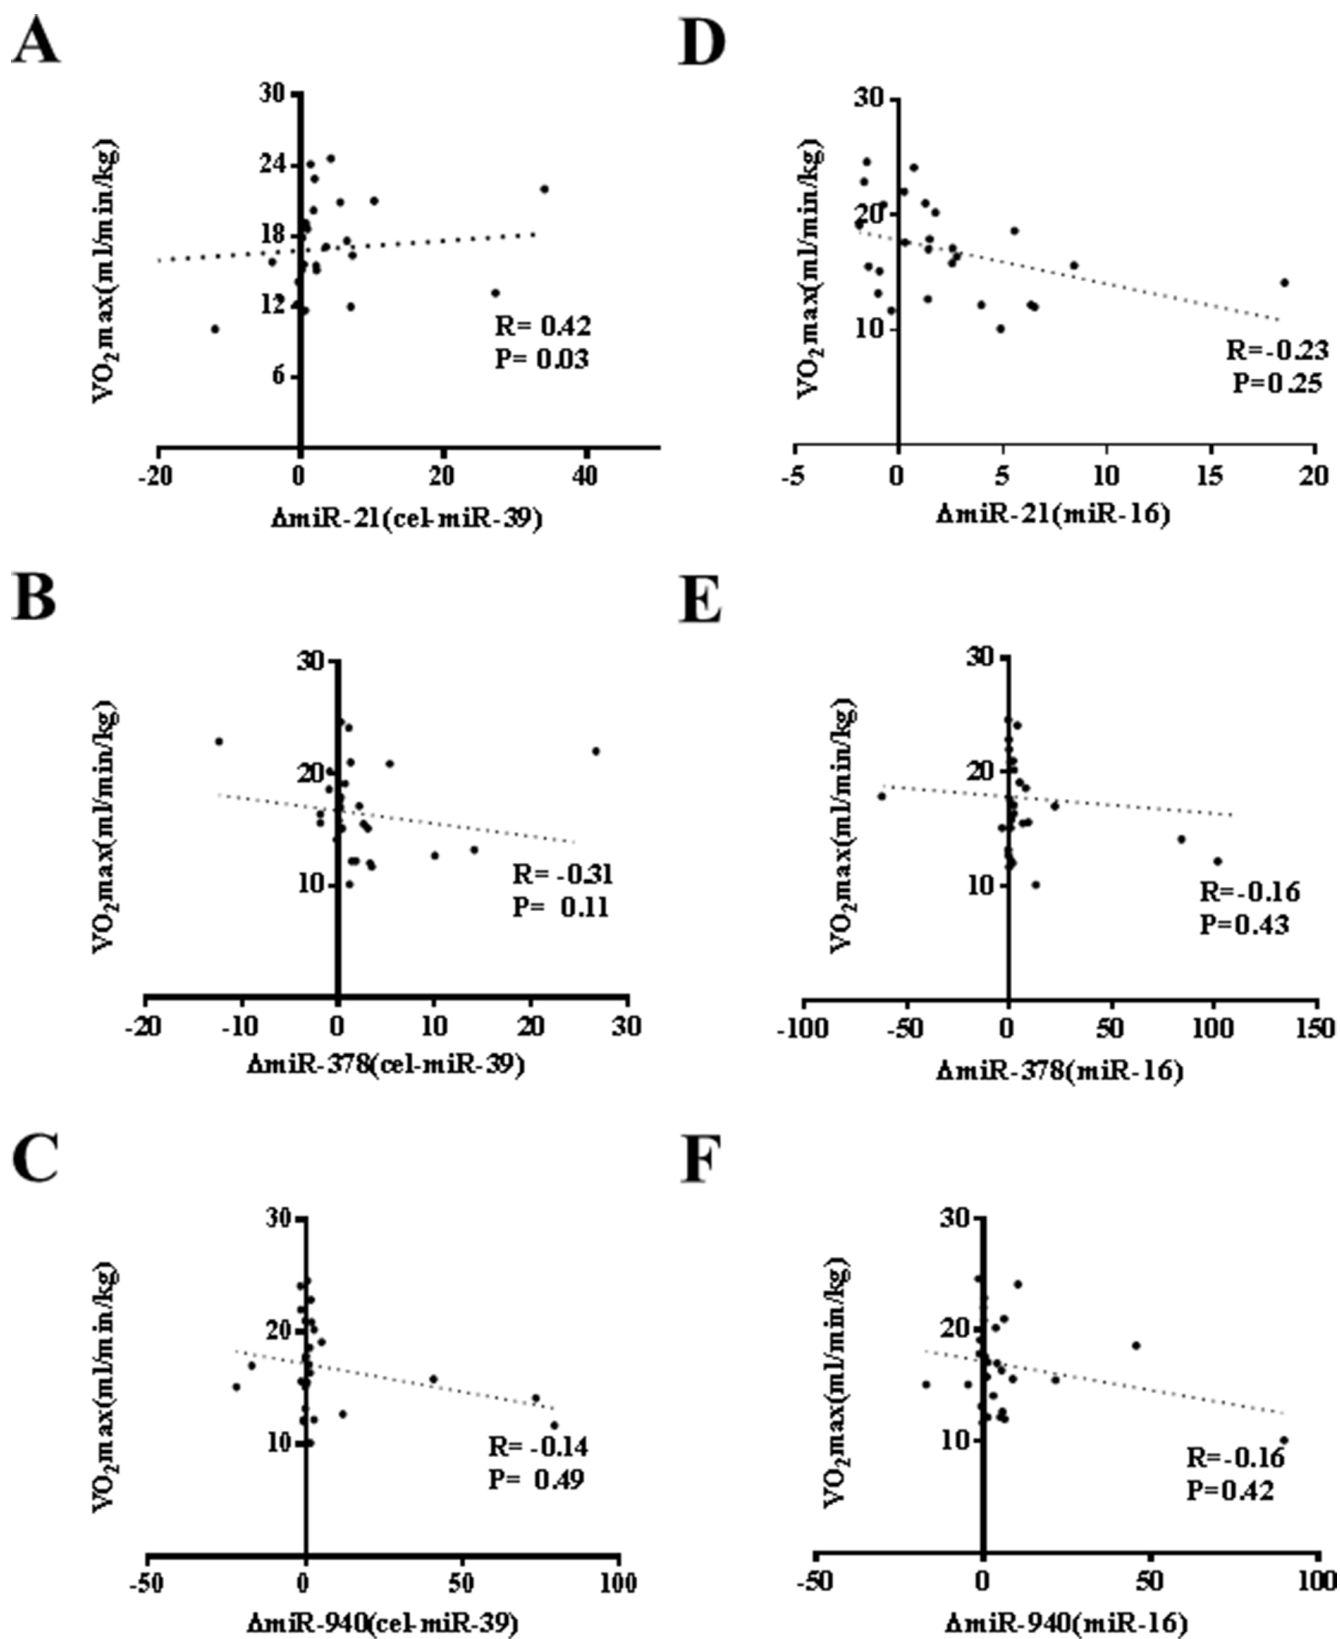 A
30
24
18
12
6
VO2max(ml/min/kg)
R= 0.42
P= 0.03
-20 0 20 40
ΔmiR-21(cel-miR-39)
D
30
20
10
VO2max(ml/min/kg)
R=-0.23
P=0.25
-5 0 5 10 15 20
ΔmiR-21(miR-16)
B
30
20
10
VO2max(ml/min/kg)
R= -0.31
P= 0.11
-20 -10 0 10 20 30
ΔmiR-378(cel-miR-39)
E
30
20
10
VO2max(ml/min/kg)
R=-0.16
P=0.43
-100 -50 0 50 100 150
ΔmiR-378(miR-16)
C
30
20
10
VO2max(ml/min/kg)
R= -0.14
P= 0.49
-50 0 50 100
ΔmiR-940(cel-miR-39)
F
30
20
10
VO2max(ml/min/kg)
R=-0.16
P=0.42
-50 0 50 100
ΔmiR-940(miR-16)